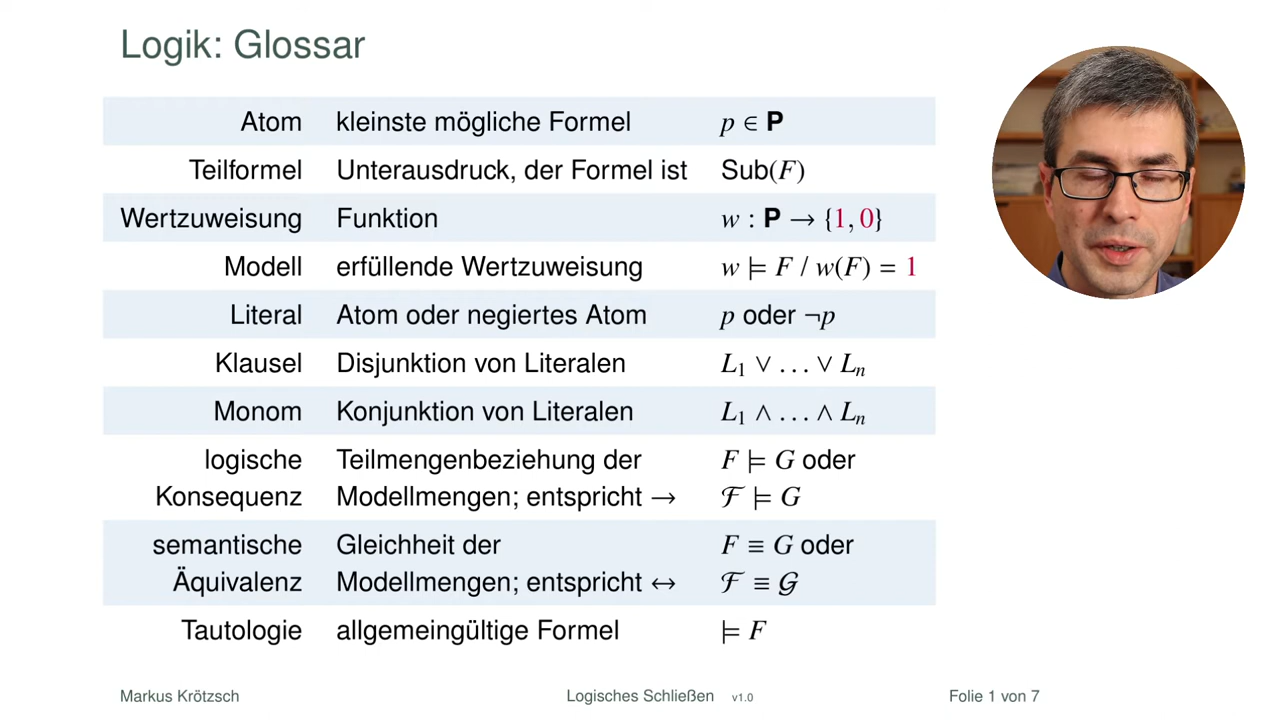 Logik: Glossar
Atom kleinste mögliche Formel p ∈ P
Teilformel Unterausdruck, der Formel ist Sub(F)
Wertzuweisung Funktion w : P → {1, 0}
Modell erfüllende Wertzuweisung w ⊨ F / w(F) = 1
Literal Atom oder negiertes Atom p oder ¬p
Klausel Disjunktion von Literalen L₁ ∨ … ∨ Lₙ
Monom Konjunktion von Literalen L₁ ∧ … ∧ Lₙ
logische Teilmengenbeziehung der F ⊨ G oder
Konsequenz Modellmengen; entspricht → ℱ ⊨ G
semantische Gleichheit der F ≡ G oder
Äquivalenz Modellmengen; entspricht ↔ ℱ ≡ 𝒢
Tautologie allgemeingültige Formel ⊨ F
Markus Krötzsch Logisches Schließen v1.0 Folie 1 von 7